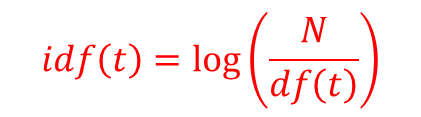 idf(t) = log(N/df(t))